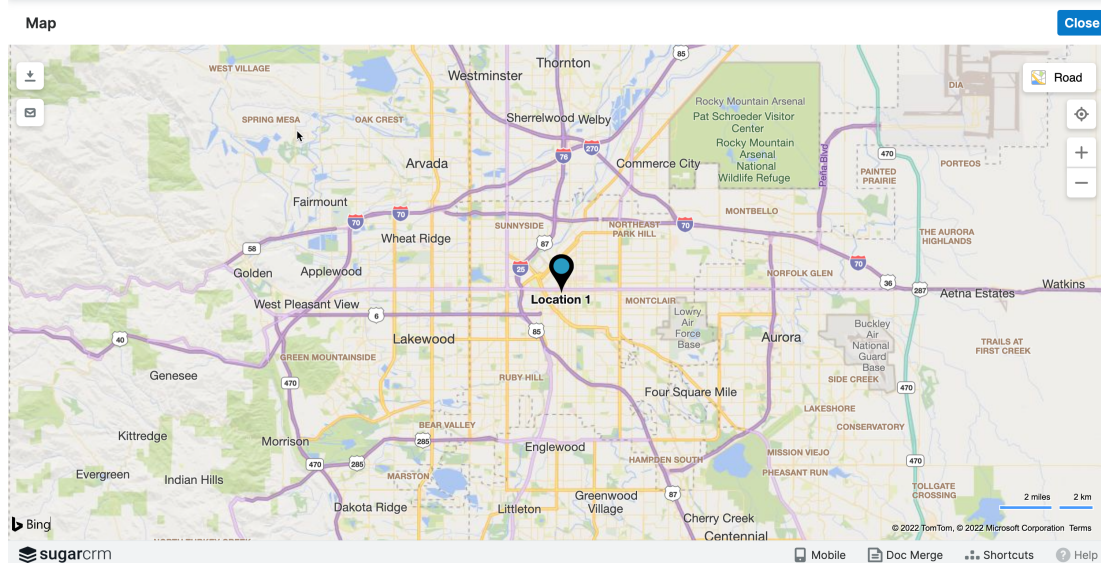 Map
Close
WEST VILLAGE
Westminster
Thornton
85
Road
DIA
SPRING MESA
OAK CREST
Sherrelwood
Welby
Rocky Mountain Arsenal
Pat Schroeder Visitor
Center
Rocky Mountain
Arsenal
National
Wildlife Refuge
76
270
Arvada
Commerce City
Peña Blvd
470
PORTEOS
PAINTED
PRAIRIE
Fairmount
70
70
SUNNYSIDE
NORTHEAST
PARK HILL
70
MONTBELLO
THE AURORA
HIGHLANDS
Wheat Ridge
58
87
Golden
Applewood
25
NORFOLK GLEN
70
36
287
Aetna Estates
Watkins
West Pleasant View
Location 1
MONTCLAIR
6
Lowry
Air
Force
Base
Buckley
Air
National
Guard
Base
40
Lakewood
85
Aurora
TRAILS AT
FIRST CREEK
GREEN MOUNTAINSIDE
Genesee
470
RUBY HILL
Four Square Mile
SIDE CREEK
470
LAKESHORE
CONSERVATORY
BEAR VALLEY
Kittredge
Morrison
285
Englewood
470
285
HAMPDEN SOUTH
MISSION VIEJO
470
Evergreen
Indian Hills
MARSTON
PHEASANT RUN
TOLLGATE
CROSSING
87
Greenwood
Village
2 miles
2 km
Dakota Ridge
Littleton
Cherry Creek
Bing
© 2022 TomTom, © 2022 Microsoft Corporation Terms
Centennial
sugarcrm
Mobile
Doc Merge
Shortcuts
Help